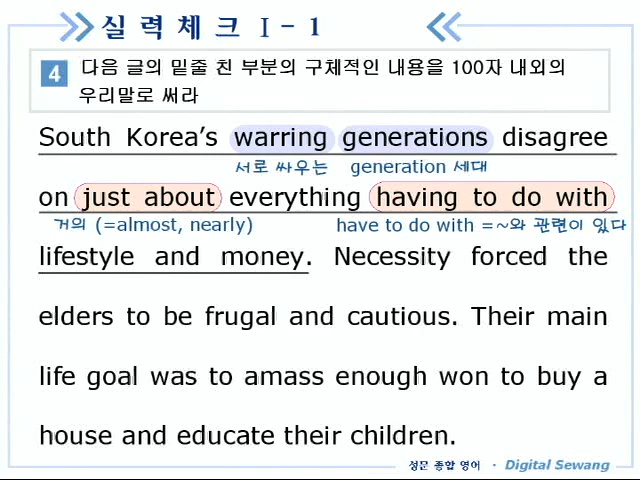 실 력 체 크 I - 1
4 다음 글의 밑줄 친 부분의 구체적인 내용을 100자 내외의
우리말로 써라
South Korea's warring generations disagree
서로 싸우는 generation 세대
on just about everything having to do with
거의 (=almost, nearly) have to do with =~와 관련이 있다
lifestyle and money. Necessity forced the
elders to be frugal and cautious. Their main
life goal was to amass enough won to buy a
house and educate their children.
성문 종합 영어 · Digital Sewang